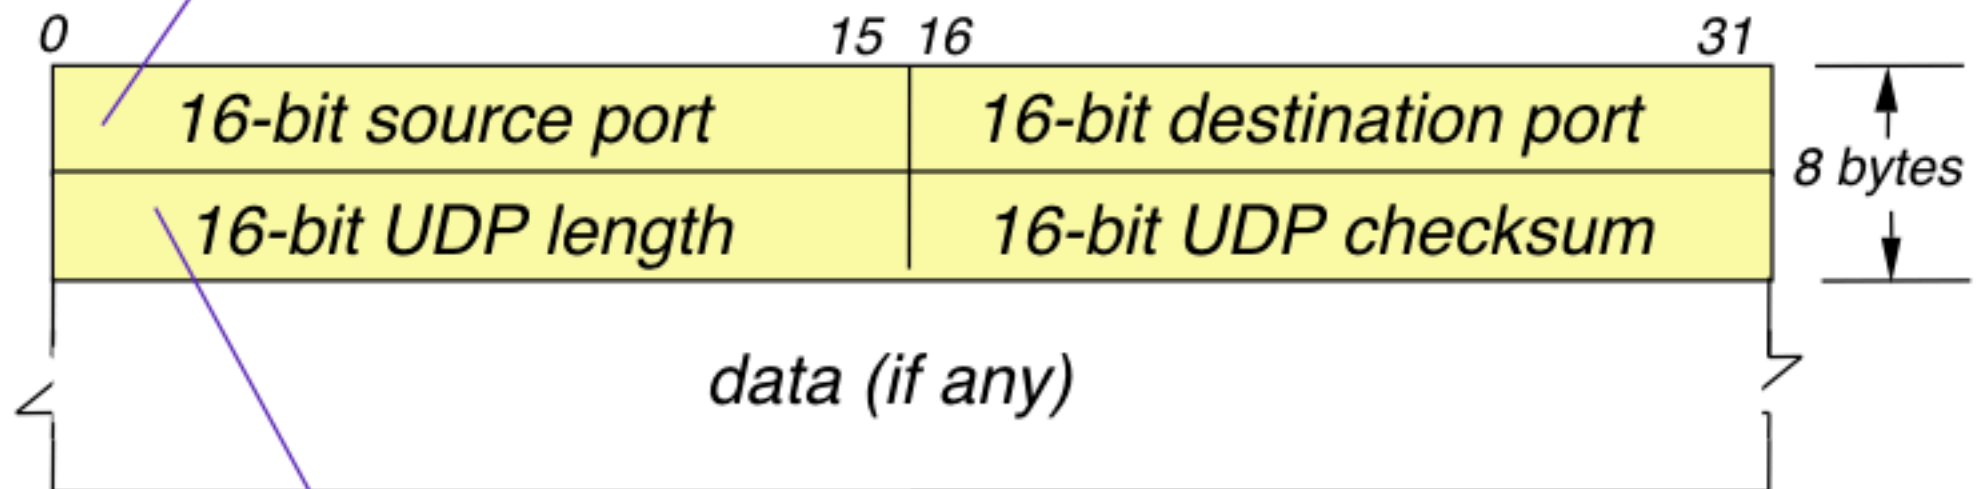 0 15 16 31
16-bit source port 16-bit destination port
8 bytes
16-bit UDP length 16-bit UDP checksum
data (if any)